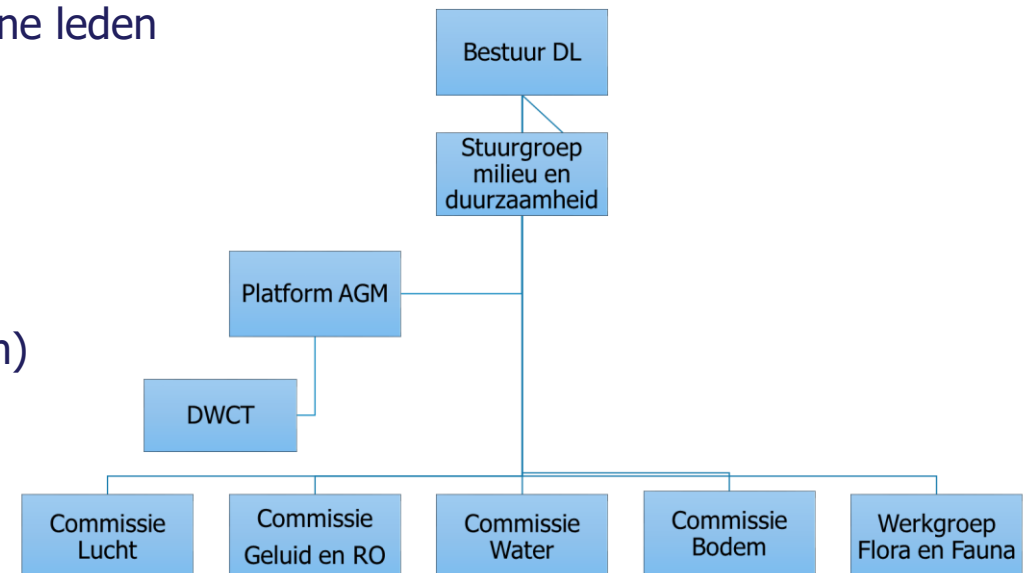 ne leden
Bestuur DL
Stuurgroep
milieu en
duurzaamheid
Platform AGM
)
DWCT
Commissie
Lucht
Commissie
Geluid en RO
Commissie
Water
Commissie
Bodem
Werkgroep
Flora en Fauna